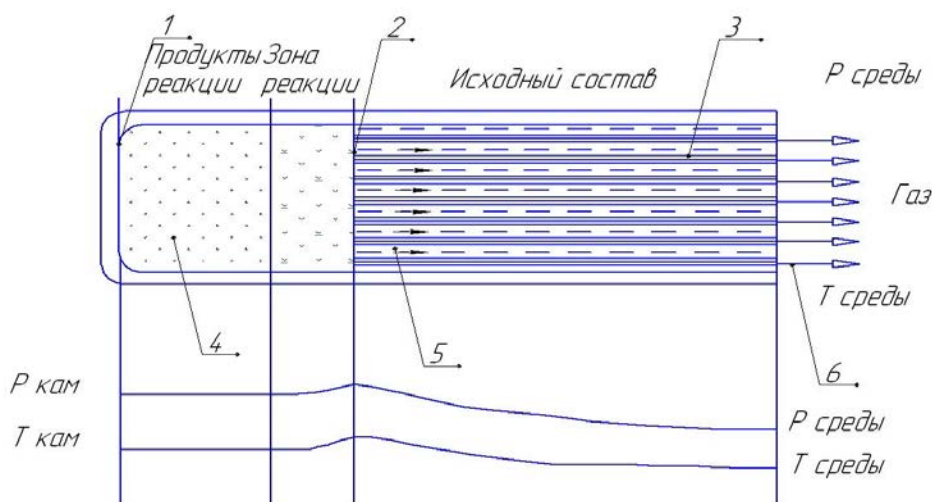 1
2
3
Продукты
реакции
Зона
реакции
Исходный состав
P среды
Газ
T среды
4
5
6
P кам
P среды
T кам
T среды